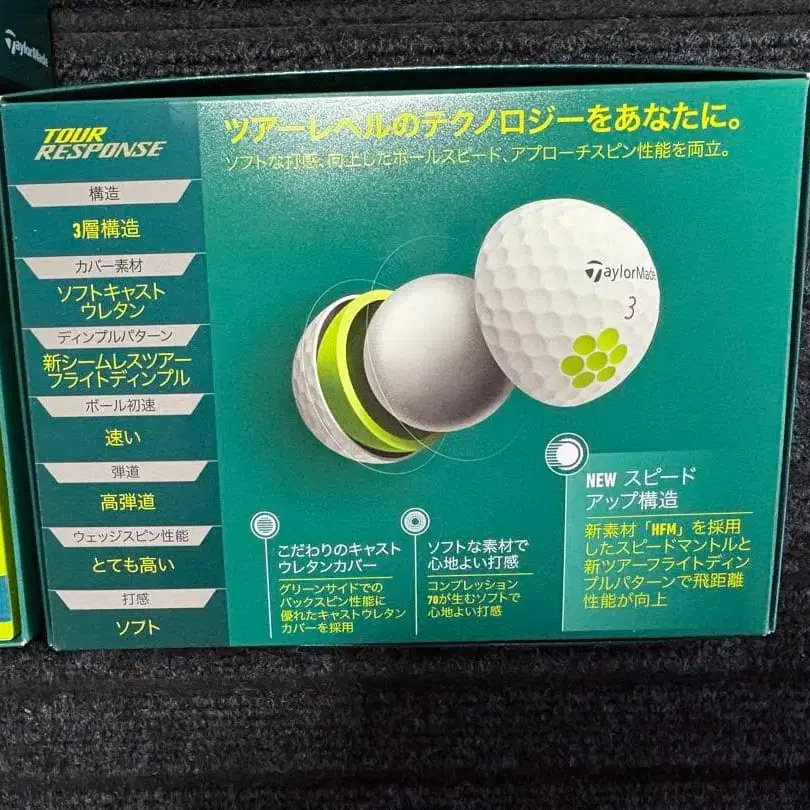 TaylorMade
TOUR
RESPONSE
構造
3層構造
カバー素材
ソフトキャスト
ウレタン
ディンプルパターン
新シームレスツアー
フライトディンプル
ボール初速
速い
弾道
高弾道
ウェッジスピン性能
とても高い
打感
ソフト
ツアーレベルのテクノロジーをあなたに。
ソフトな打感、向上したボールスピード、アプローチスピン性能を両立。
TaylorMade
3
こだわりのキャスト
ウレタンカバー
グリーンサイドでの
バックスピン性能に
優れたキャストウレタン
カバーを採用
ソフトな素材で
心地よい打感
コンプレッション
70が生むソフトで
心地よい打感
NEW スピード
アップ構造
新素材「HFM」を採用
したスピードマントルと
新ツアーフライトディン
プルパターンで飛距離
性能が向上